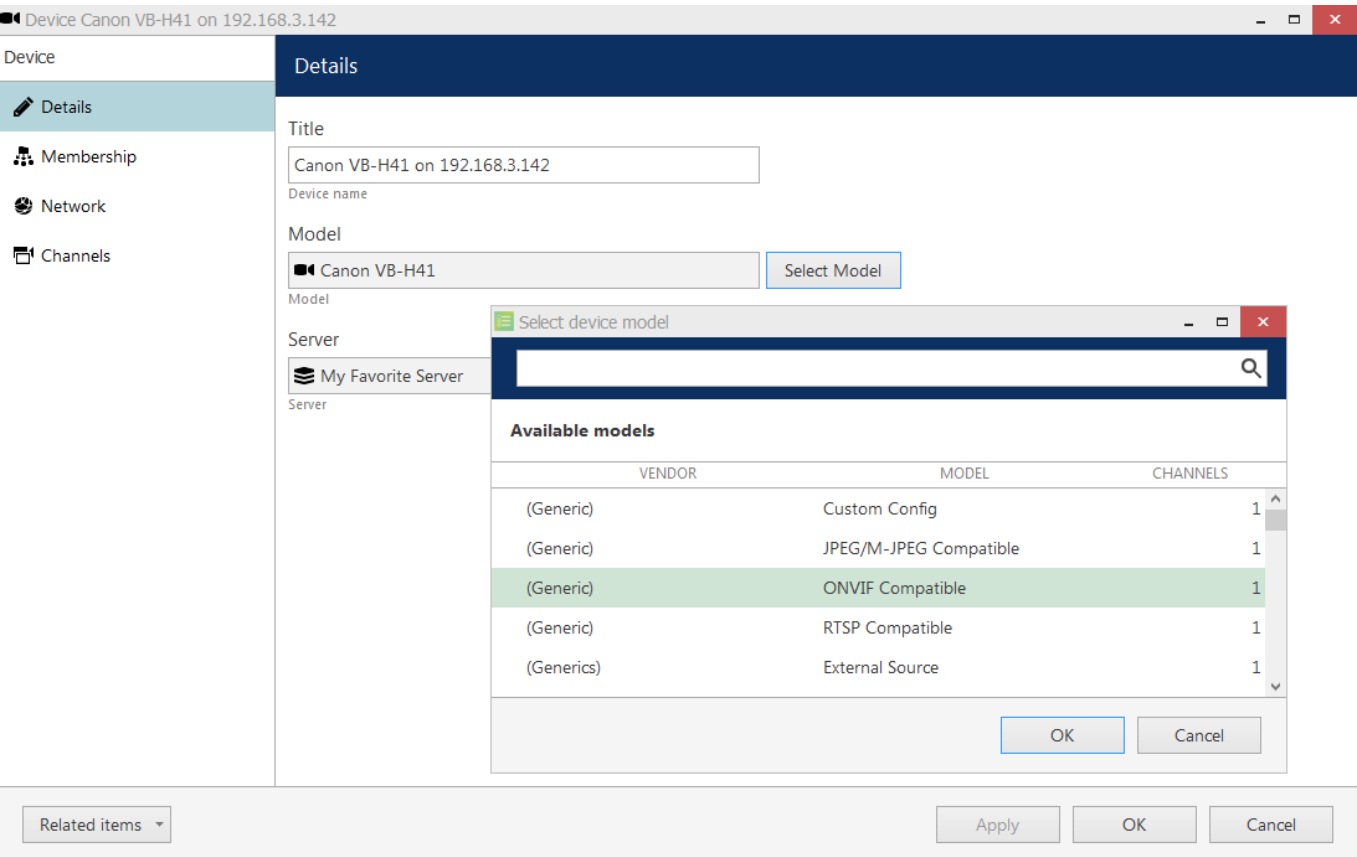 Device Canon VB-H41 on 192.168.3.142
Device
Details
Details
Membership
Network
Channels
Title
Canon VB-H41 on 192.168.3.142
Device name
Model
Canon VB-H41
Select Model
Model
Server
My Favorite Server
Server
Select device model
Available models
VENDOR MODEL CHANNELS
(Generic) Custom Config 1
(Generic) JPEG/M-JPEG Compatible 1
(Generic) ONVIF Compatible 1
(Generic) RTSP Compatible 1
(Generics) External Source 1
OK Cancel
Related items Apply OK Cancel